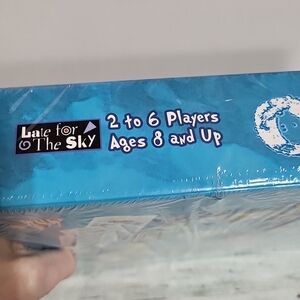 Late for
The Sky
2 to 6 Players
Ages 8 and Up